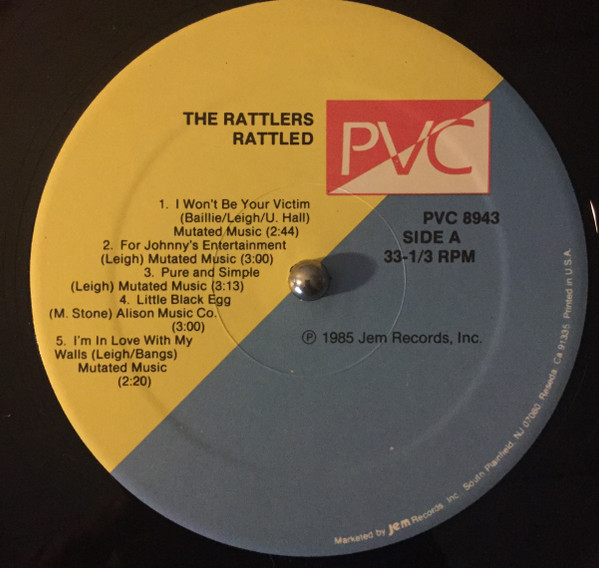 THE RATTLERS
RATTLED
PVC
PVC 8943
SIDE A
33-1/3 RPM
1. I Won't Be Your Victim
(Baillie/Leigh/U. Hall)
Mutated Music (2:44)
2. For Johnny's Entertainment
(Leigh) Mutated Music (3:00)
3. Pure and Simple
(Leigh) Mutated Music (3:13)
4. Little Black Egg
(M. Stone) Alison Music Co.
(3:00)
5. I'm In Love With My
Walls (Leigh/Bangs)
Mutated Music
(2:20)
℗ 1985 Jem Records, Inc.
Marketed by jem Records, Inc. South Plainfield, NJ 07080, Reseda, Ca 91335. Printed in U.S.A.